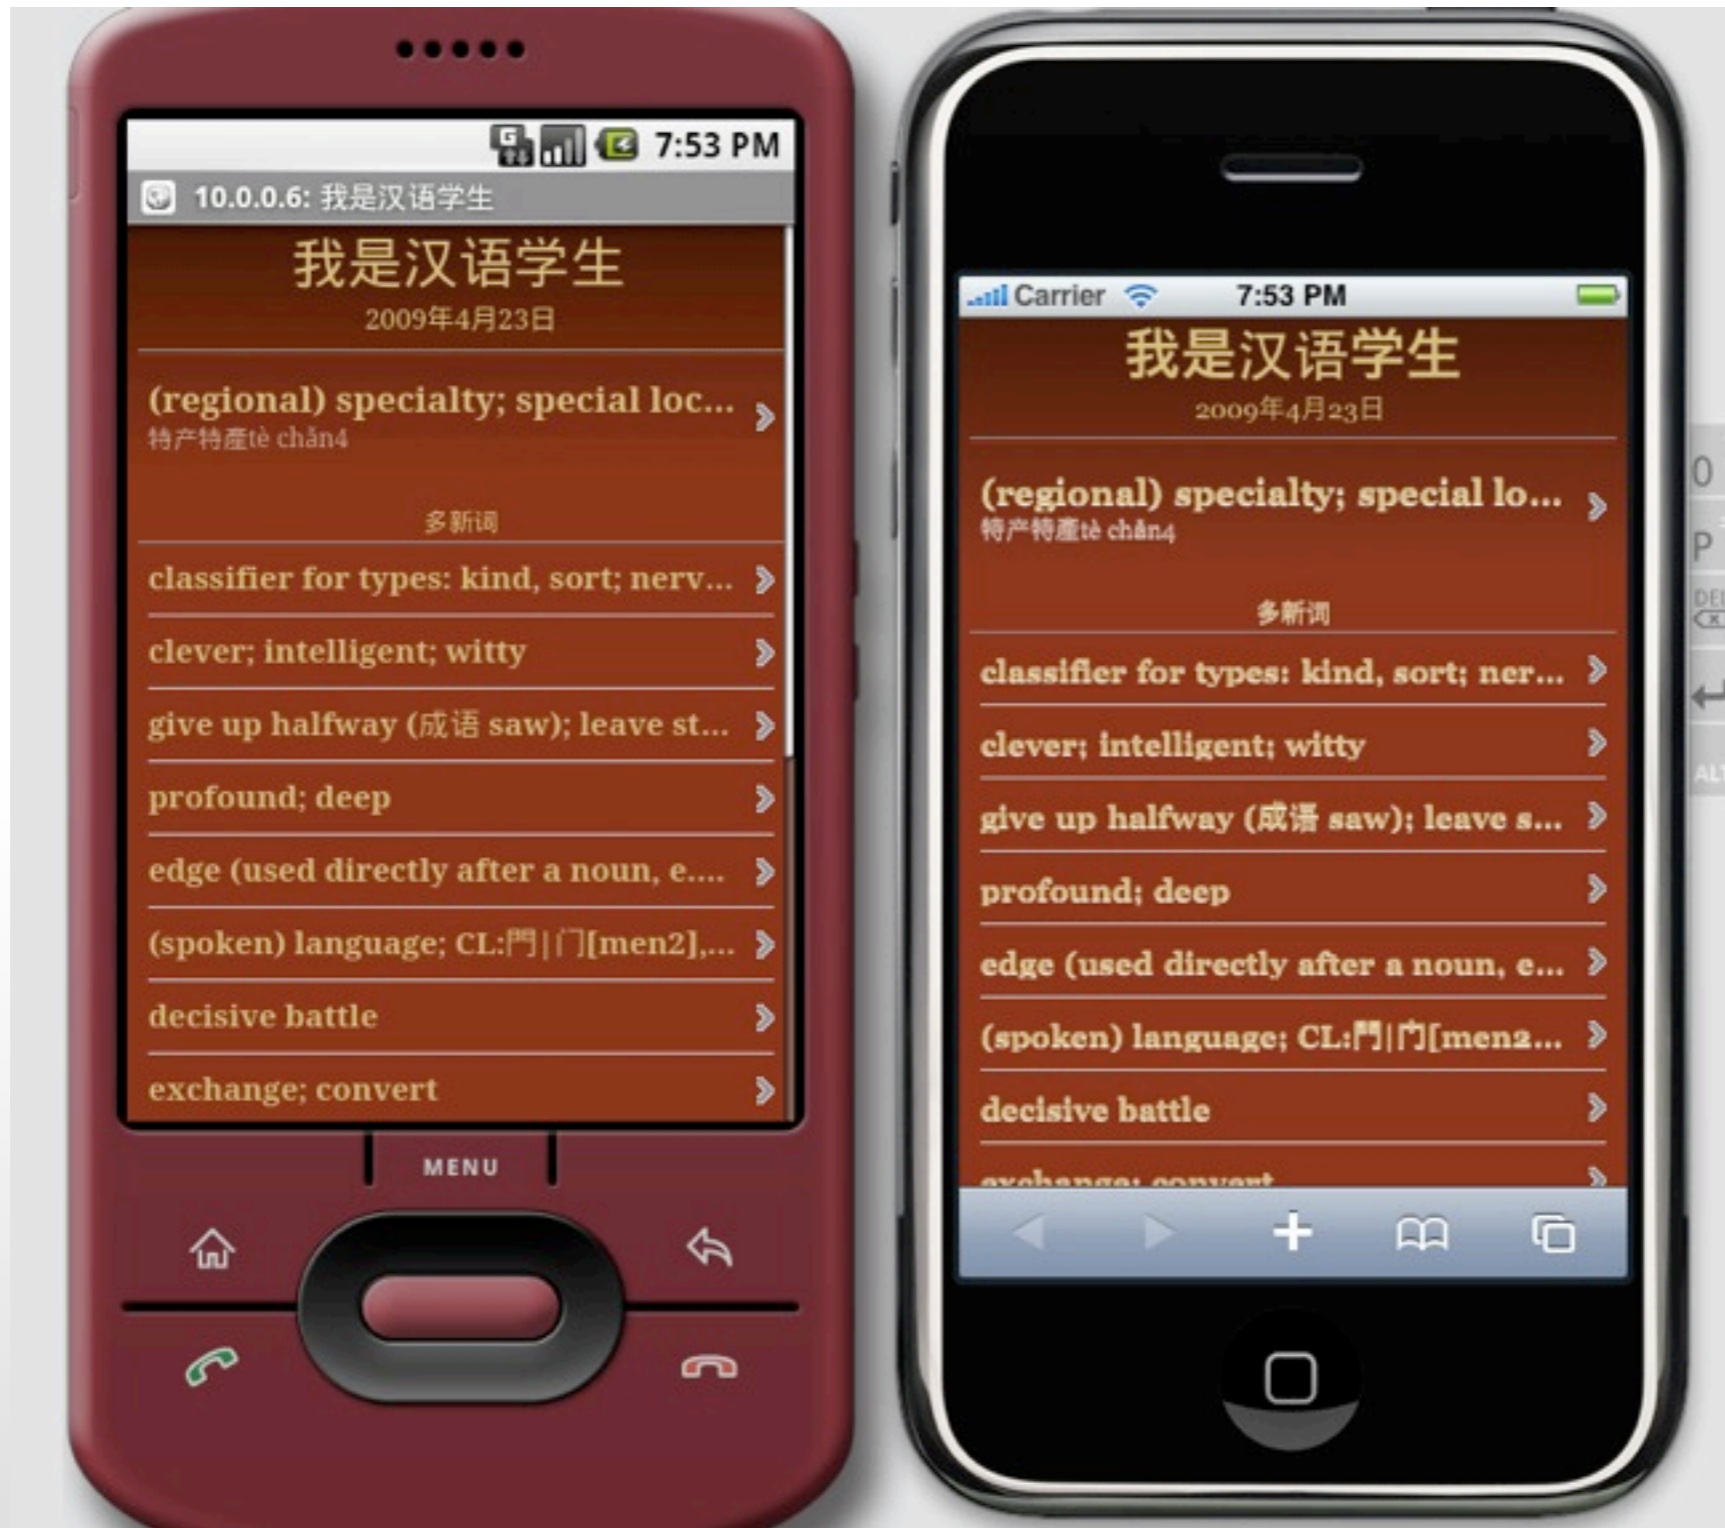 7:53 PM
10.0.0.6: 我是汉语学生
我是汉语学生
2009年4月23日
(regional) specialty; special loc...
特产特產tè chǎn4
多新词
classifier for types: kind, sort; nerv...
clever; intelligent; witty
give up halfway (成语 saw); leave st...
profound; deep
edge (used directly after a noun, e....
(spoken) language; CL:門|门[men2],...
decisive battle
exchange; convert
MENU
Carrier 7:53 PM
我是汉语学生
2009年4月23日
(regional) specialty; special lo...
特产特產tè chǎn4
多新词
classifier for types: kind, sort; ner...
clever; intelligent; witty
give up halfway (成语 saw); leave s...
profound; deep
edge (used directly after a noun, e...
(spoken) language; CL:門|门[men2...
decisive battle
exchange; convert
O
P
DEL
ALT